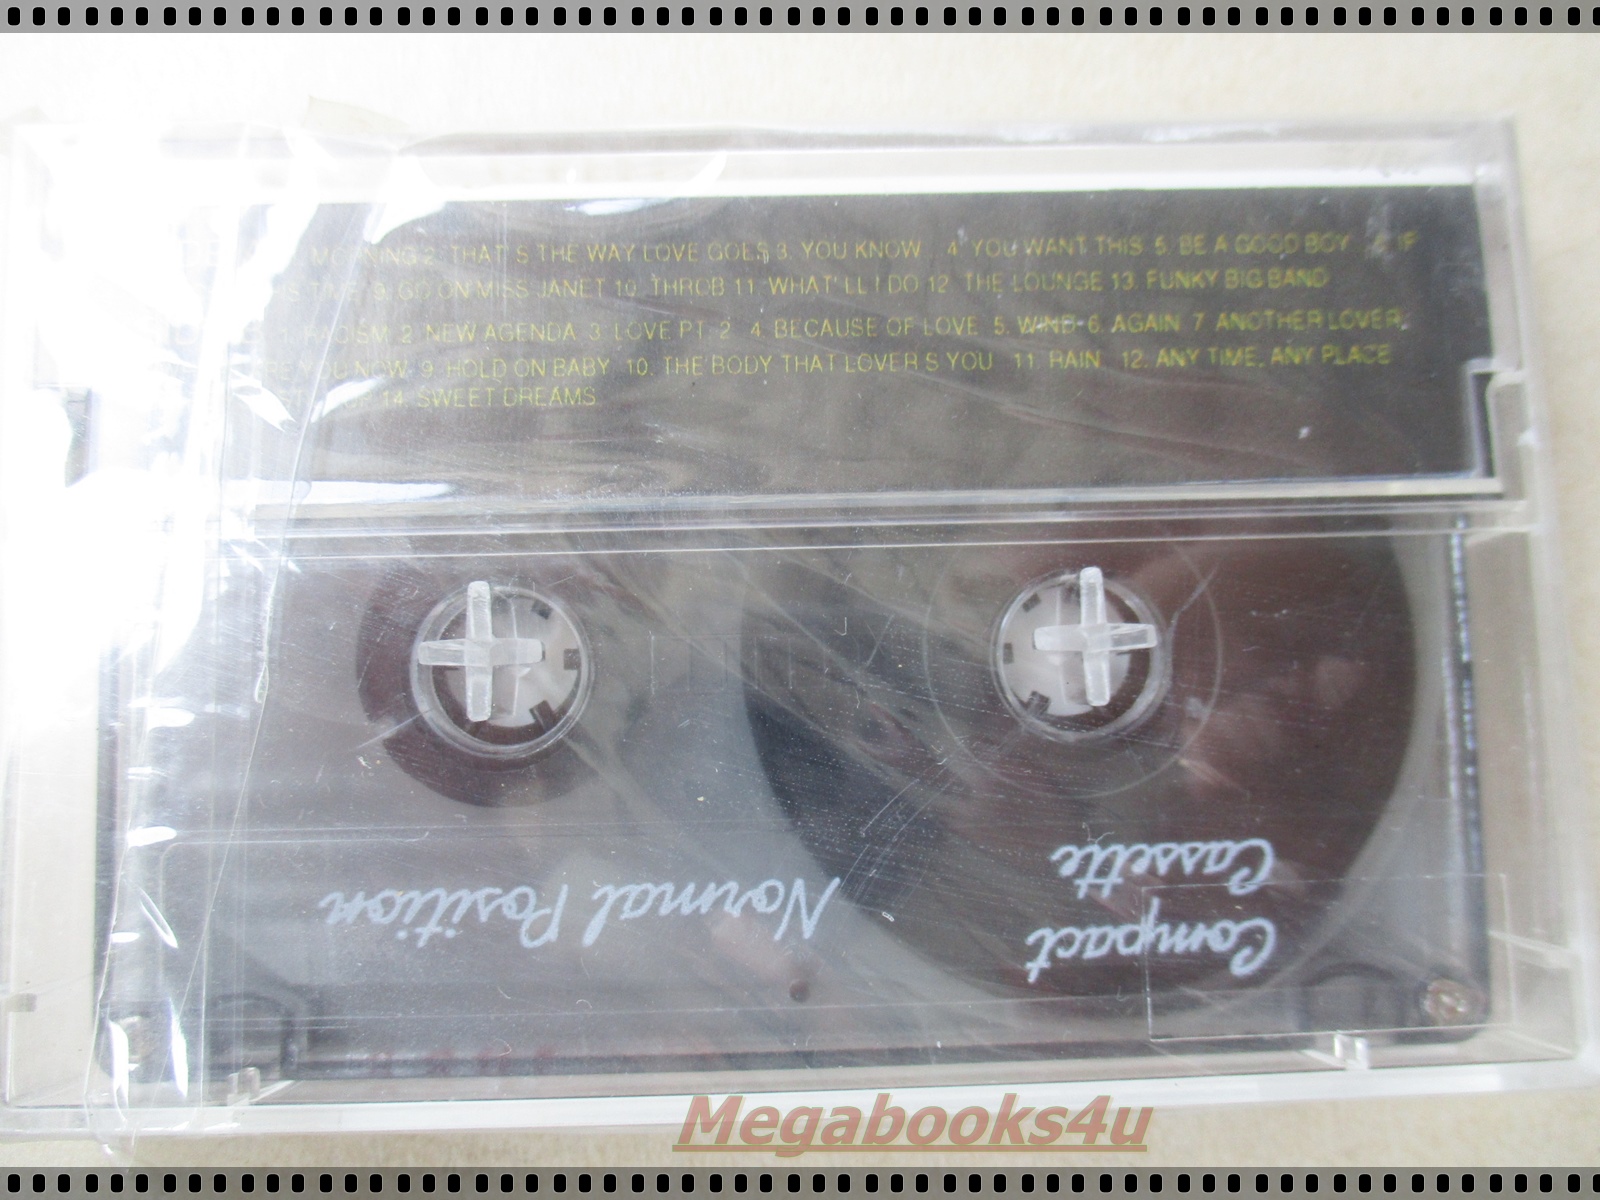 MORNING 2. THAT'S THE WAY LOVE GOES 3. YOU KNOW 4. YOU WANT THIS 5. BE A GOOD BOY 6. IF
TIME 9. GO ON MISS JANET 10. THROB 11. WHAT'LL I DO 12. THE LOUNGE 13. FUNKY BIG BAND
1. RACISM 2. NEW AGENDA 3. LOVE PT. 2 4. BECAUSE OF LOVE 5. WIND 6. AGAIN 7 ANOTHER LOVER
YOU NOW 9. HOLD ON BABY 10. THE BODY THAT LOVER S YOU 11. RAIN 12. ANY TIME, ANY PLACE
14. SWEET DREAMS
Compact
Cassette
Normal Position
Megabooks4u